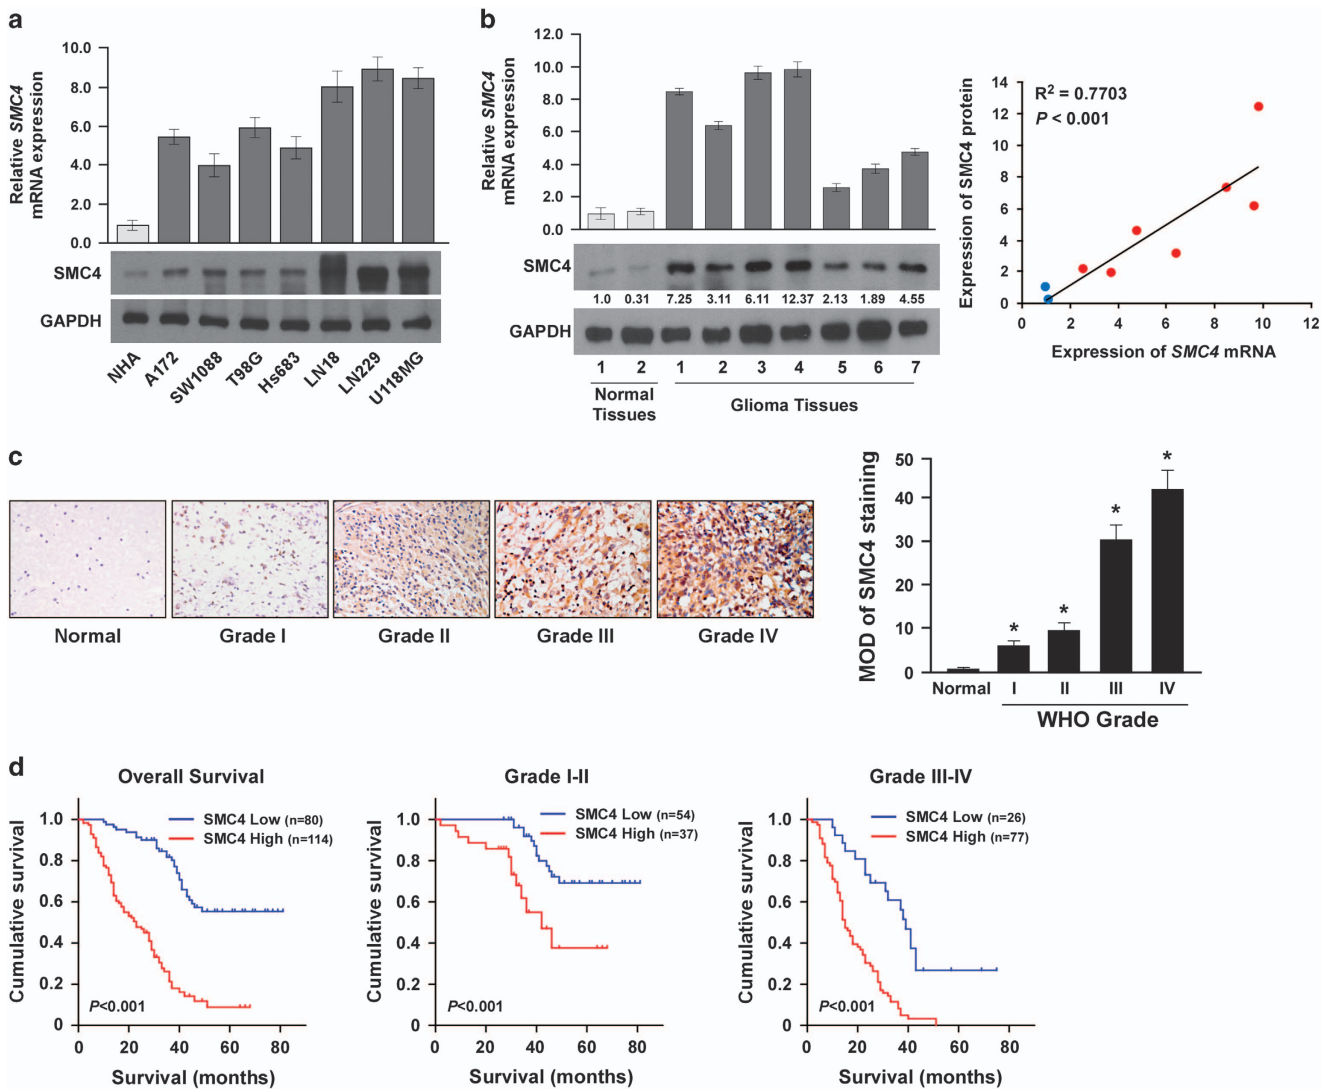 a
Relative SMC4
mRNA expression
10.0
8.0
6.0
4.0
2.0
0.0
SMC4
GAPDH
NHA
A172
SW1088
T98G
Hs683
LN18
LN229
U118MG
b
Relative SMC4
mRNA expression
12.0
10.0
8.0
6.0
4.0
2.0
0.0
SMC4
1.0 0.31 7.25 3.11 6.11 12.37 2.13 1.89 4.55
GAPDH
1 2 1 2 3 4 5 6 7
Normal
Tissues
Glioma Tissues
Expression of SMC4 protein
14
12
10
8
6
4
2
0
R2 = 0.7703
P < 0.001
0 2 4 6 8 10 12
Expression of SMC4 mRNA
c
Normal
Grade I
Grade II
Grade III
Grade IV
MOD of SMC4 staining
50
40
30
20
10
0
* * * *
Normal I II III IV
WHO Grade
d
Overall Survival
Cumulative survival
1.0
0.8
0.6
0.4
0.2
0
SMC4 Low (n=80)
SMC4 High (n=114)
P<0.001
0 20 40 60 80
Survival (months)
Grade I-II
Cumulative survival
1.0
0.8
0.6
0.4
0.2
0
SMC4 Low (n=54)
SMC4 High (n=37)
P<0.001
0 20 40 60 80
Survival (months)
Grade III-IV
Cumulative survival
1.0
0.8
0.6
0.4
0.2
0
SMC4 Low (n=26)
SMC4 High (n=77)
P<0.001
0 20 40 60 80
Survival (months)